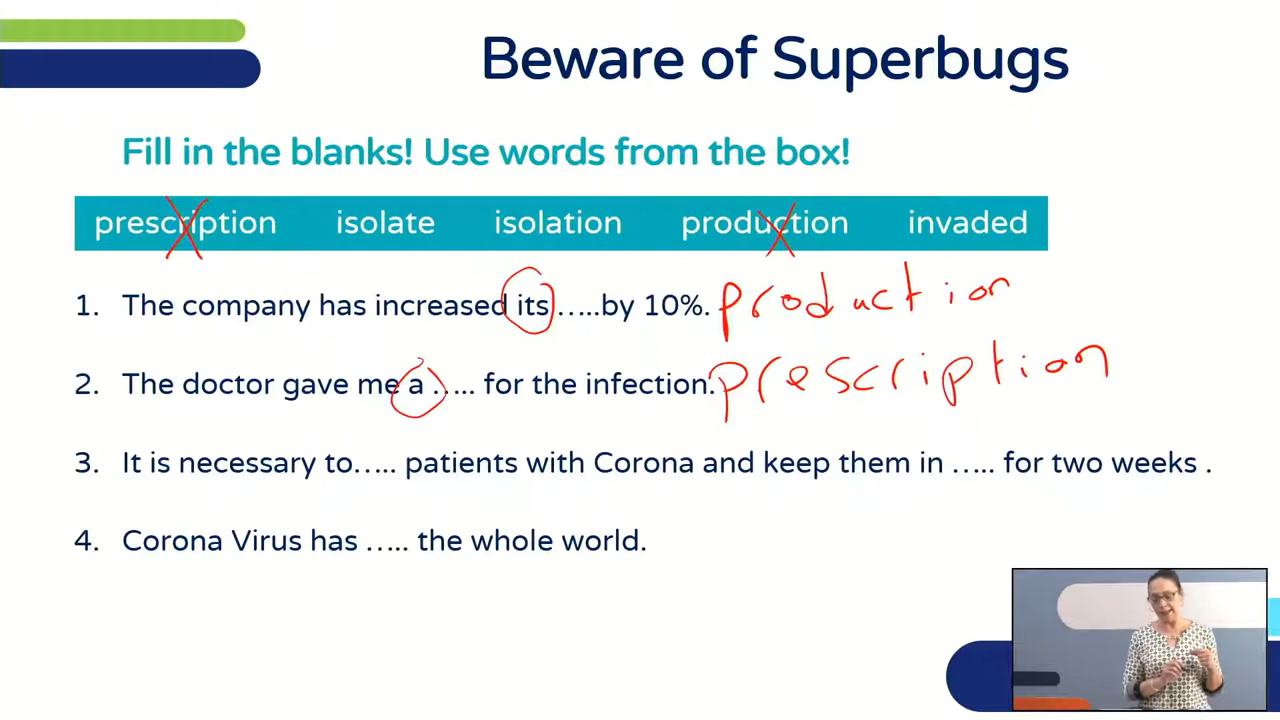 Beware of Superbugs
Fill in the blanks! Use words from the box!
prescription isolate isolation production invaded
1. The company has increased its …..by 10%. production
2. The doctor gave me a ….. for the infection. prescription
3. It is necessary to….. patients with Corona and keep them in ….. for two weeks .
4. Corona Virus has ….. the whole world.